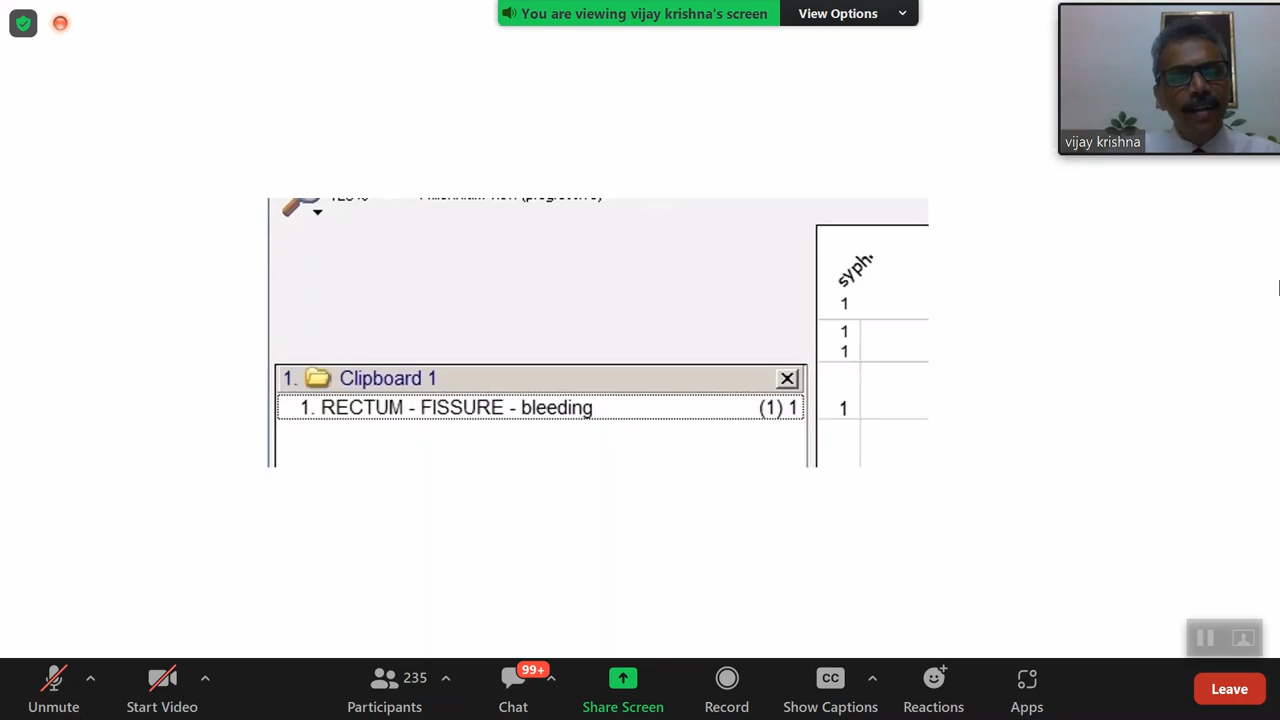 You are viewing vijay krishna's screen
View Options
vijay krishna
syph.
1
1
1
1. Clipboard 1
1. RECTUM - FISSURE - bleeding (1) 1
1
Unmute
Start Video
235
Participants
99+
Chat
Share Screen
Record
CC
Show Captions
Reactions
Apps
Leave